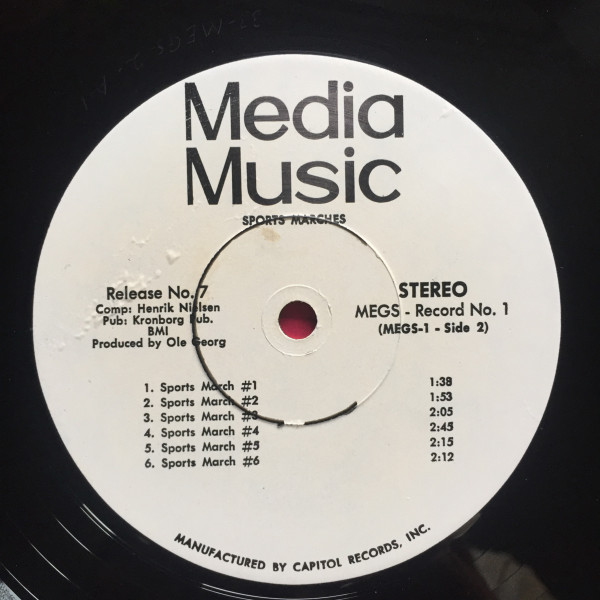 Media
Music
SPORTS MARCHES
Release No. 7
Comp: Henrik Nielsen
Pub: Kronborg Pub.
BMI
Produced by Ole Georg
STEREO
MEGS - Record No. 1
(MEGS-1 - Side 2)
1. Sports March #1 1:38
2. Sports March #2 1:53
3. Sports March #3 2:05
4. Sports March #4 2:45
5. Sports March #5 2:15
6. Sports March #6 2:12
MANUFACTURED BY CAPITOL RECORDS, INC.